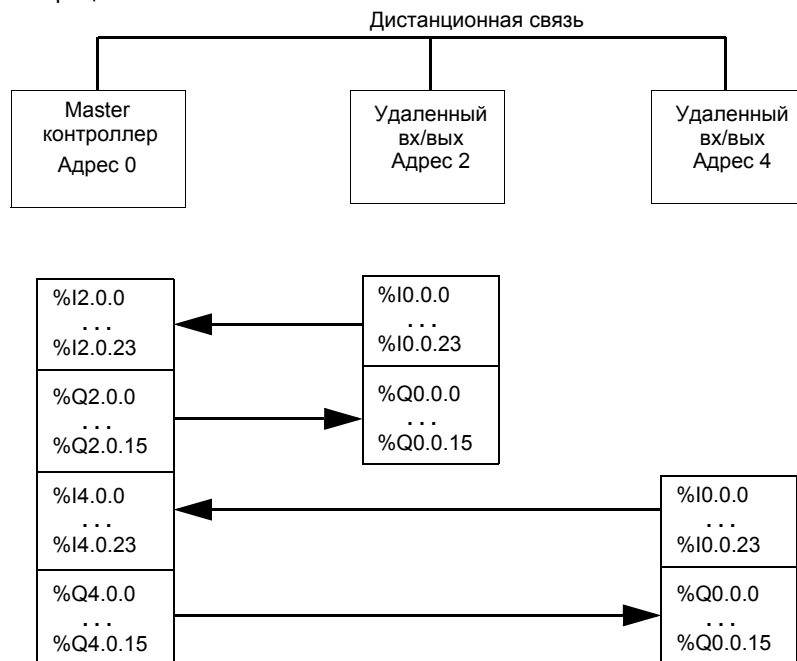 Дистанционная связь
Master
контроллер
Адрес 0
Удаленный
вх/вых
Адрес 2
Удаленный
вх/вых
Адрес 4
%I2.0.0
. . .
%I2.0.23
%Q2.0.0
. . .
%Q2.0.15
%I4.0.0
. . .
%I4.0.23
%Q4.0.0
. . .
%Q4.0.15
%I0.0.0
. . .
%I0.0.23
%Q0.0.0
. . .
%Q0.0.15
%I0.0.0
. . .
%I0.0.23
%Q0.0.0
. . .
%Q0.0.15